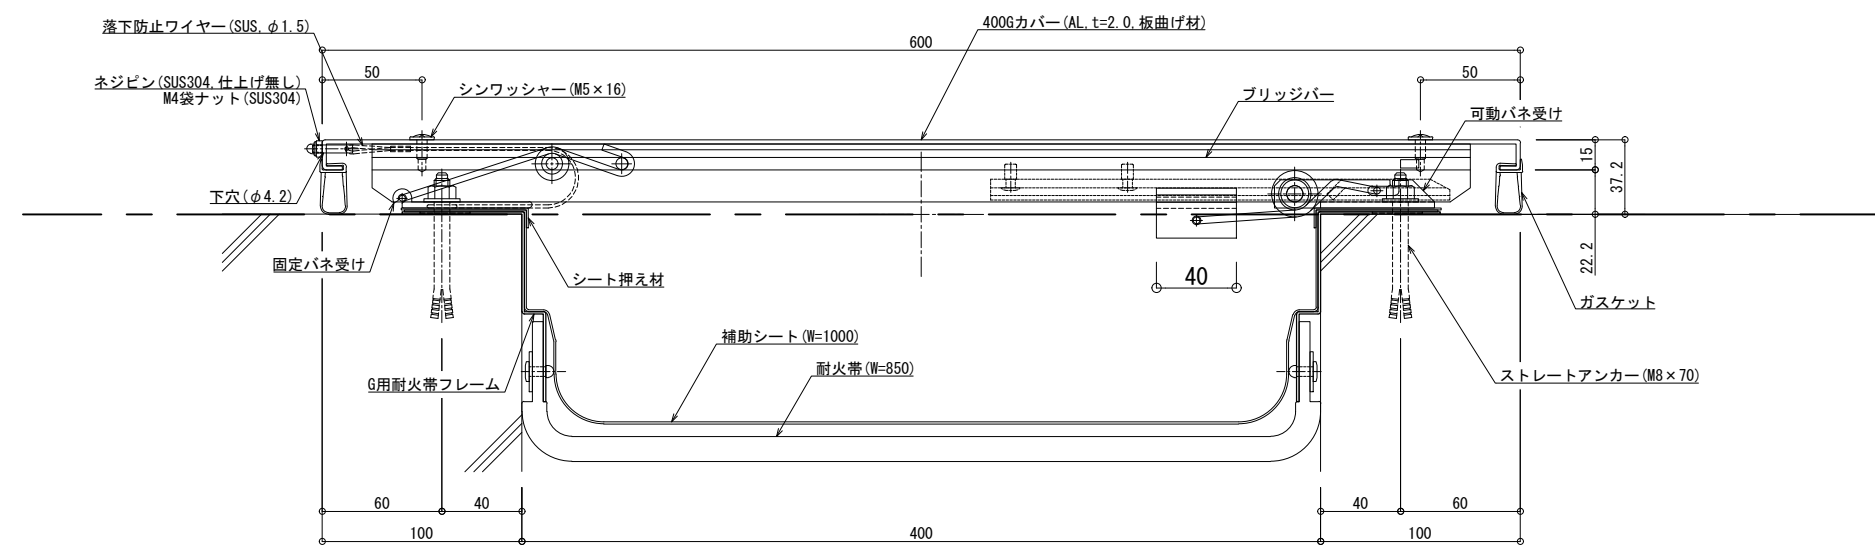 落下防止ワイヤー(SUS, φ1.5)
400Gカバー(AL, t=2.0, 板曲げ材)
600
50
50
ネジピン(SUS304, 仕上げ無し)
M4袋ナット(SUS304)
シンワッシャー(M5×16)
ブリッジバー
可動バネ受け
15
37.2
下穴(φ4.2)
22.2
固定バネ受け
シート押え材
40
ガスケット
補助シート(W=1000)
耐火帯(W=850)
G用耐火帯フレーム
ストレートアンカー(M8×70)
60
40
40
60
100
400
100